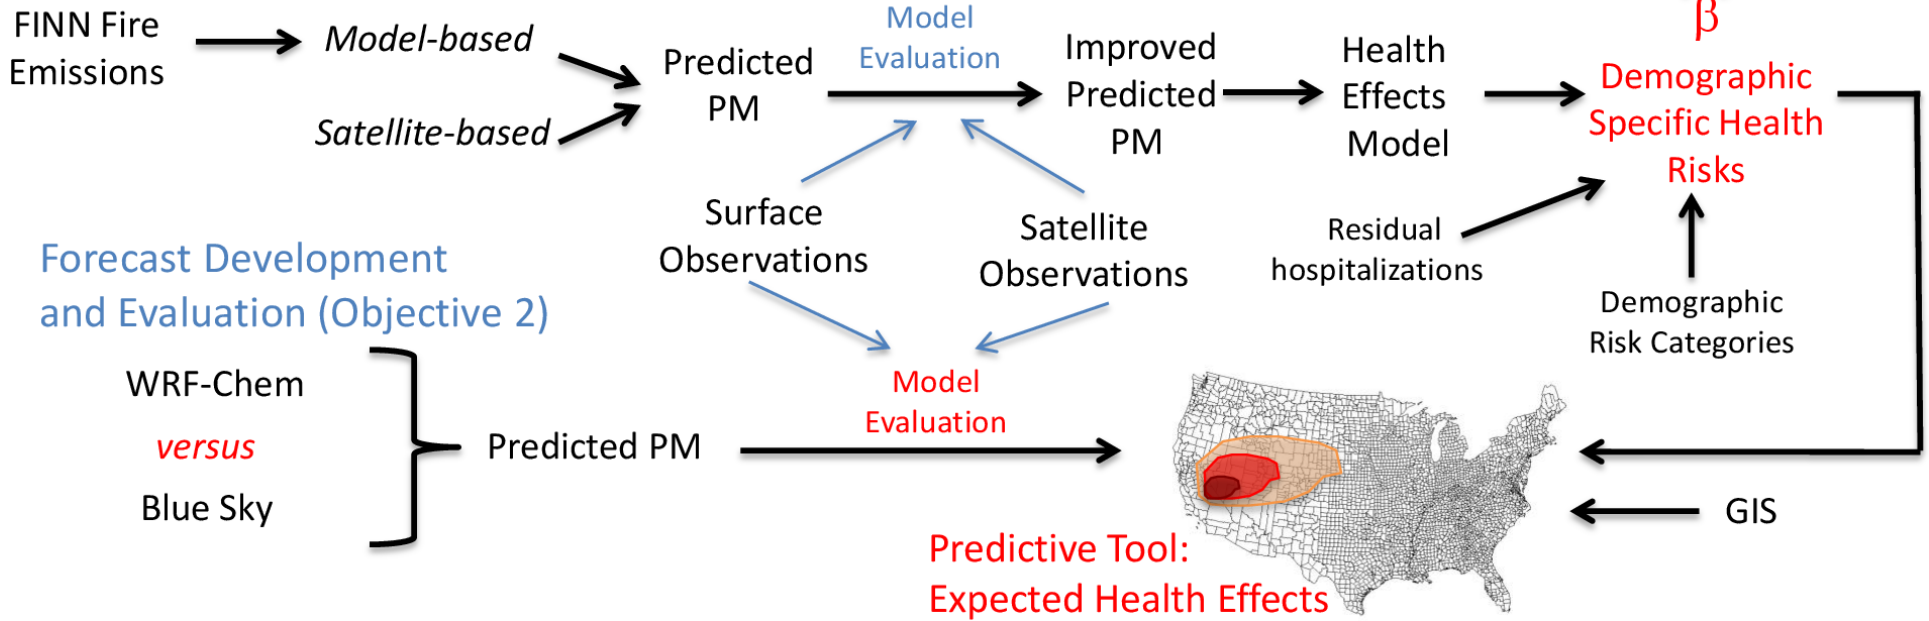 FINN Fire
Emissions
Model-based
Satellite-based
Predicted
PM
Model
Evaluation
Improved
Predicted
PM
Health
Effects
Model
β
Demographic
Specific Health
Risks
Surface
Observations
Satellite
Observations
Residual
hospitalizations
Demographic
Risk Categories
Forecast Development
and Evaluation (Objective 2)
WRF-Chem
versus
Blue Sky
Predicted PM
Model
Evaluation
GIS
Predictive Tool:
Expected Health Effects